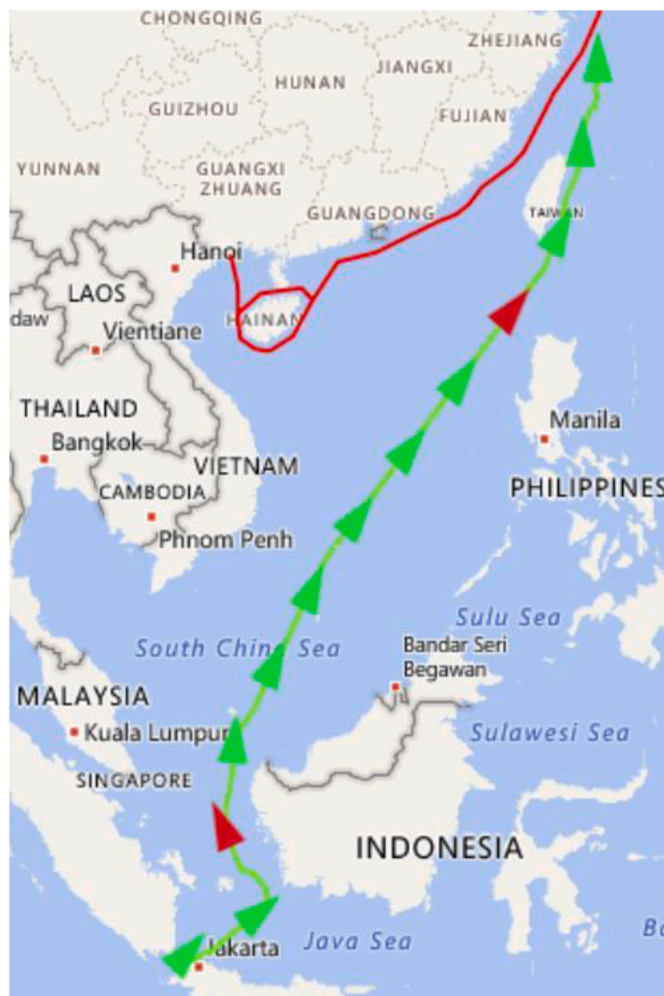 CHONGQING
ZHEJIANG
HUNAN
JIANGXI
GUIZHOU
FUJIAN
YUNNAN
GUANGXI
ZHUANG
GUANGDONG
TAIWAN
Hanoi
LAOS
HAINAN
daw
Vientiane
THAILAND
Bangkok
Manila
VIETNAM
CAMBODIA
PHILIPPINES
Phnom Penh
Sulu Sea
South China Sea
Bandar Seri
Begawan
MALAYSIA
Kuala Lumpur
Sulawesi Sea
SINGAPORE
INDONESIA
Jakarta
Java Sea
Ba